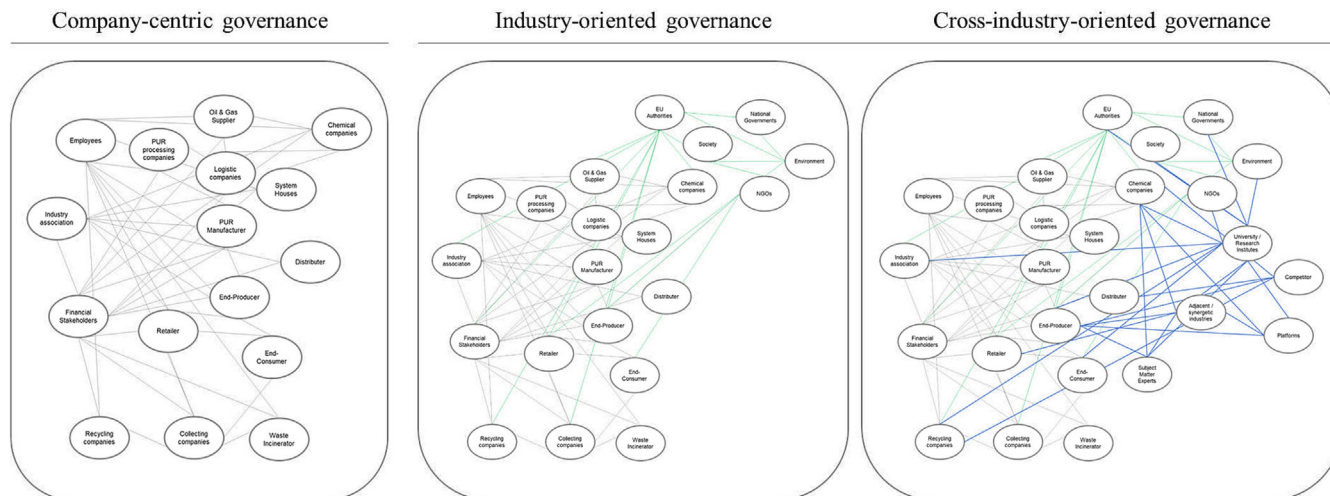 Company-centric governance
Industry-oriented governance
Cross-industry-oriented governance
Oil & Gas
Supplier
Chemical
companies
Employees
PUR
processing
companies
Logistic
companies
System
Houses
Industry
association
PUR
Manufacturer
Distributer
End-Producer
Financial
Stakeholders
Retailer
End-
Consumer
Recycling
companies
Collecting
companies
Waste
Incinerator
EU
Authorities
National
Governments
Society
Environment
Oil & Gas
Supplier
Chemical
companies
NGOs
Employees
PUR
processing
companies
Logistic
companies
System
Houses
Industry
association
PUR
Manufacturer
Distributer
End-Producer
Financial
Stakeholders
Retailer
End-
Consumer
Recycling
companies
Collecting
companies
Waste
Incinerator
EU
Authorities
National
Governments
Society
Environment
Oil & Gas
Supplier
Chemical
companies
NGOs
Employees
PUR
processing
companies
Logistic
companies
System
Houses
University /
Research
Institutes
Industry
association
PUR
Manufacturer
Competitor
Distributer
Adjacent /
synergetic
industries
End-Producer
Platforms
Financial
Stakeholders
Retailer
End-
Consumer
Subject
Matter
Experts
Recycling
companies
Collecting
companies
Waste
Incinerator